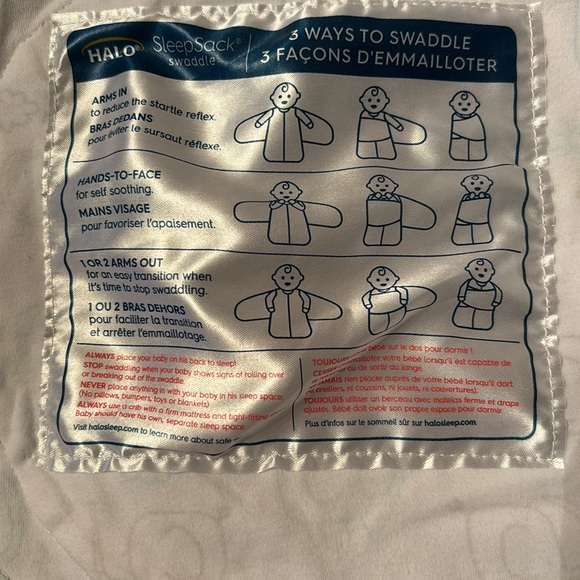 HALO® SleepSack® swaddle
3 WAYS TO SWADDLE
3 FAÇONS D'EMMAILLOTER
ARMS IN
to reduce the startle reflex.
BRAS DEDANS
pour éviter le sursaut réflexe.
HANDS-TO-FACE
for self soothing.
MAINS VISAGE
pour favoriser l'apaisement.
1 OR 2 ARMS OUT
for an easy transition when
it's time to stop swaddling.
1 OU 2 BRAS DEHORS
pour faciliter la transition
et arrêter l'emmaillotage.
ALWAYS place your baby on his back to sleep!
STOP swaddling when your baby shows signs of rolling over
or breaking out of the swaddle.
NEVER place anything in with your baby in his sleep space
(No pillows, bumpers, toys or blankets)
ALWAYS use a crib with a firm mattress and tight-fitting
Baby should have his own, separate sleep space.
Visit halosleep.com to learn more about safe
bébé sur le dos pour dormir!
TOUJOURS
votre bébé lorsqu'il est capable de
ou de sortir du lange.
JAMAIS rien placer auprès de votre bébé lorsqu'il dort
oreillers, ni coussins, ni jouets, ni couvertures)
TOUJOURS utiliser un berceau avec matelas ferme et draps
ajustés. Bébé doit avoir son propre espace pour dormir.
Plus d'infos sur le sommeil sûr sur halosleep.com